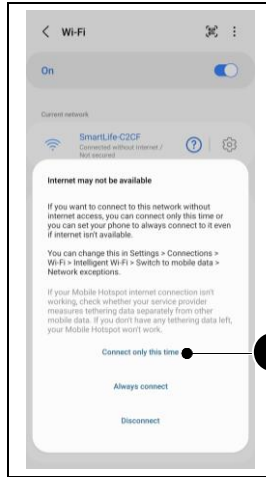 Wi-Fi
On
Current network
SmartLife-C2CF
Connected without internet /
Not secured
?
Internet may not be available
If you want to connect to this network without
internet access, you can connect only this time or
you can set your phone to always connect to it even
if internet isn't available.
You can change this in Settings > Connections >
Wi-Fi > Intelligent Wi-Fi > Switch to mobile data >
Network exceptions.
If your Mobile Hotspot internet connection isn't
working, check whether your service provider
measures tethering data separately from other
mobile data. If you don't have any tethering data left,
your Mobile Hotspot won't work.
Connect only this time
Always connect
Disconnect